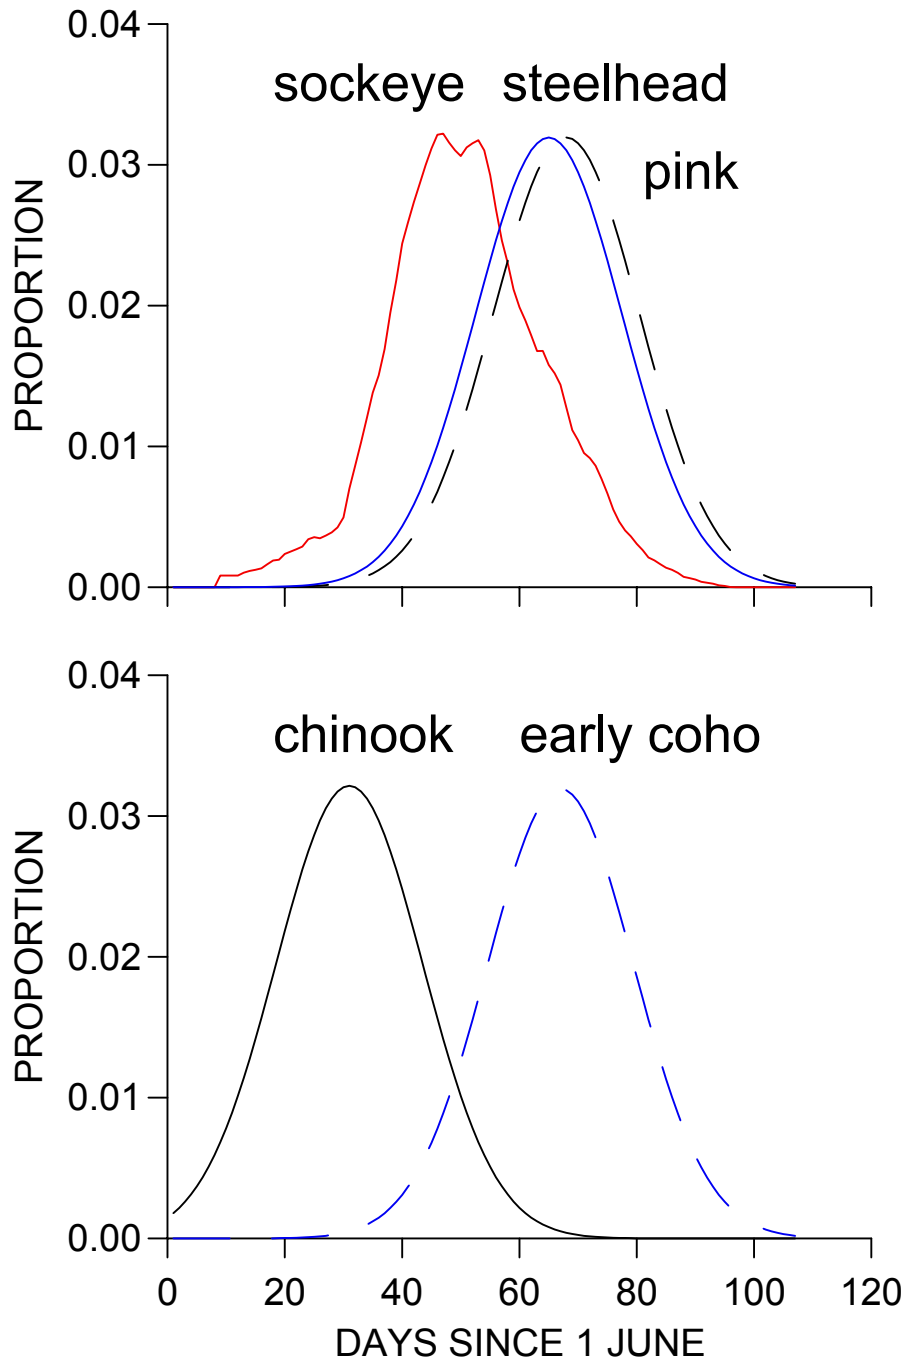 0.04
sockeye steelhead
0.03
pink
PROPORTION
0.02
0.01
0.00
0.04
chinook early coho
0.03
PROPORTION
0.02
0.01
0.00
0 20 40 60 80 100 120
DAYS SINCE 1 JUNE